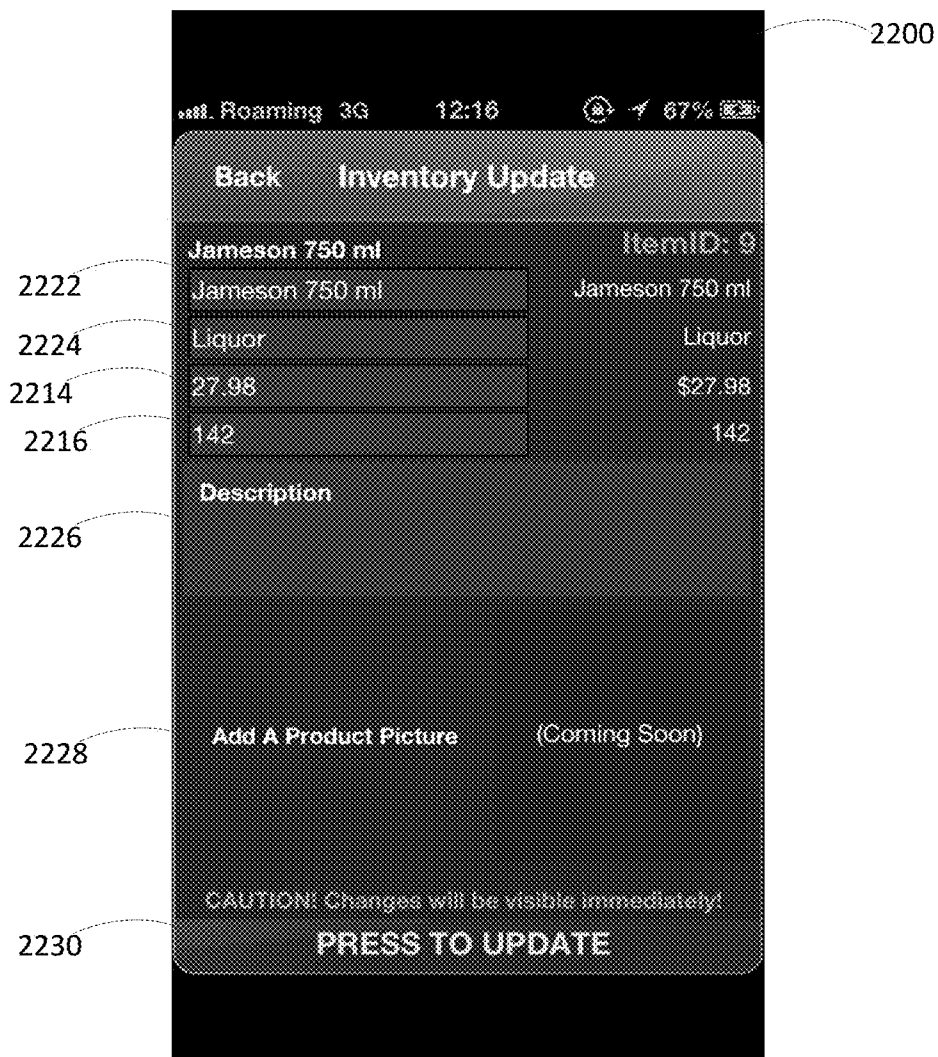 2200
Roaming 3G 12:16 67%
Back Inventory Update
Jameson 750 ml ItemID: 9
2222 Jameson 750 ml Jameson 750 ml
2224 Liquor Liquor
2214 27.98 $27.98
2216 142 142
Description
2226
2228 Add A Product Picture (Coming Soon)
CAUTION! Changes will be visible immediately!
2230 PRESS TO UPDATE